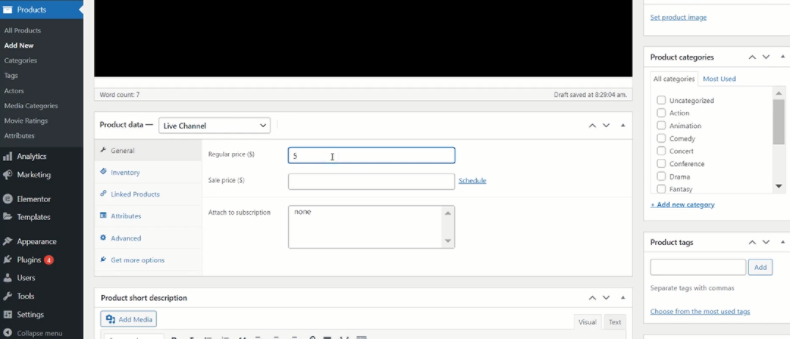 Products
All Products
Add New
Categories
Tags
Actors
Media Categories
Movie Ratings
Attributes
Analytics
Marketing
Elementor
Templates
Appearance
Plugins 4
Users
Tools
Settings
Collapse menu
Word count: 7
Draft saved at 8:29:04 am.
Product data — Live Channel
General
Inventory
Linked Products
Attributes
Advanced
Get more options
Regular price ($)
5
Sale price ($)
Schedule
Attach to subscription
none
Product short description
Add Media
Visual
Text
Set product image
Product categories
All categories
Most Used
Uncategorized
Action
Animation
Comedy
Concert
Conference
Drama
Fantasy
+ Add new category
Product tags
Add
Separate tags with commas
Choose from the most used tags